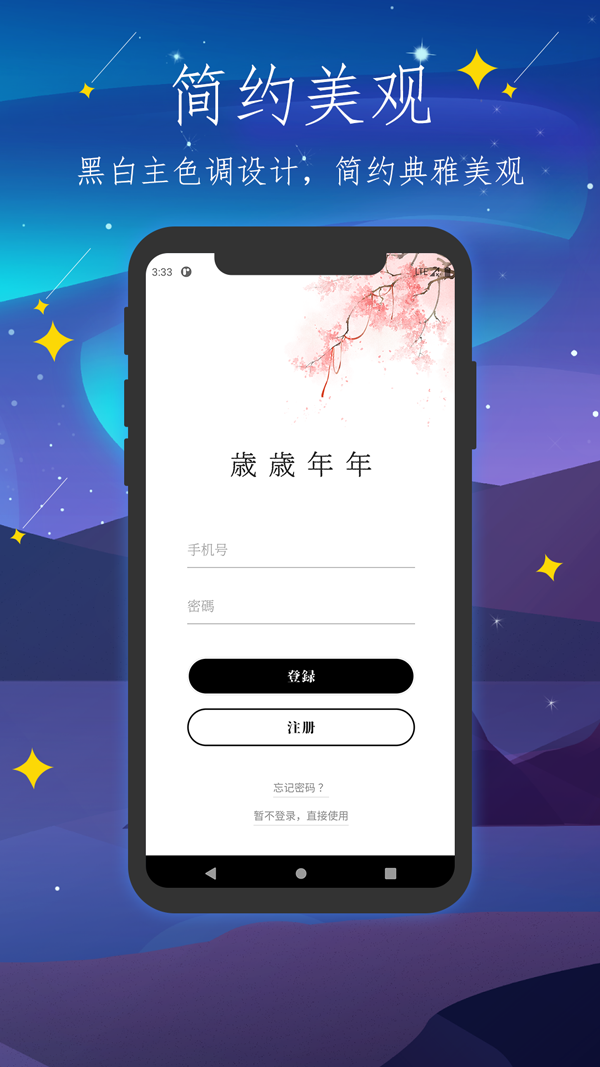 简约美观
黑白主色调设计，简约典雅美观
3:33
LTE
歲歲年年
手机号
密碼
登録
注册
忘记密码？
暂不登录，直接使用